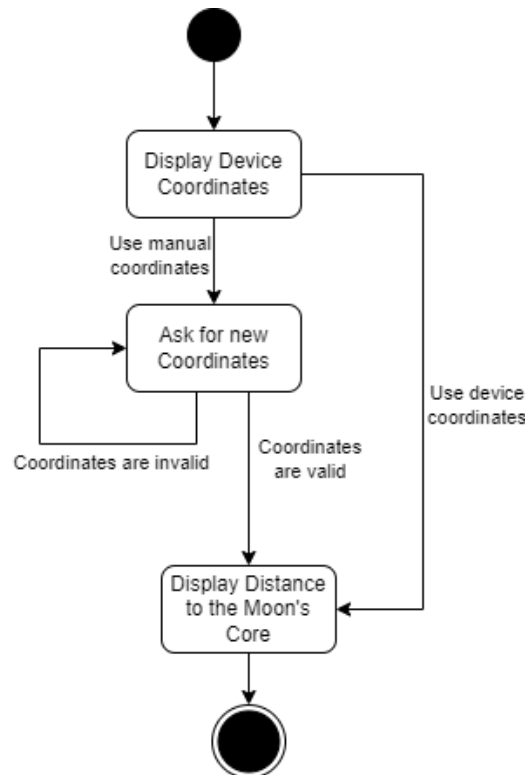 Display Device
Coordinates
Use manual
coordinates
Ask for new
Coordinates
Use device
coordinates
Coordinates are invalid
Coordinates
are valid
Display Distance
to the Moon's
Core